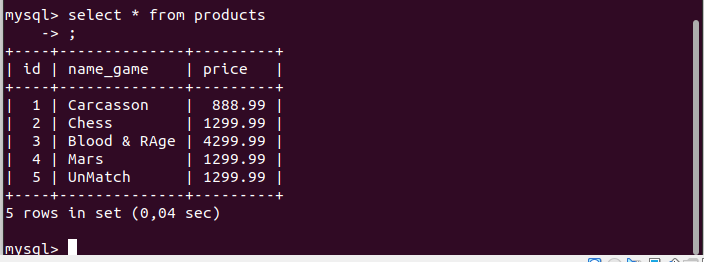 mysql> select * from products
    -> ;
+----+--------------+---------+
| id | name_game    | price   |
+----+--------------+---------+
|  1 | Carcasson    |  888.99 |
|  2 | Chess        | 1299.99 |
|  3 | Blood & RAge | 4299.99 |
|  4 | Mars         | 1299.99 |
|  5 | UnMatch      | 1299.99 |
+----+--------------+---------+
5 rows in set (0,04 sec)
mysql>